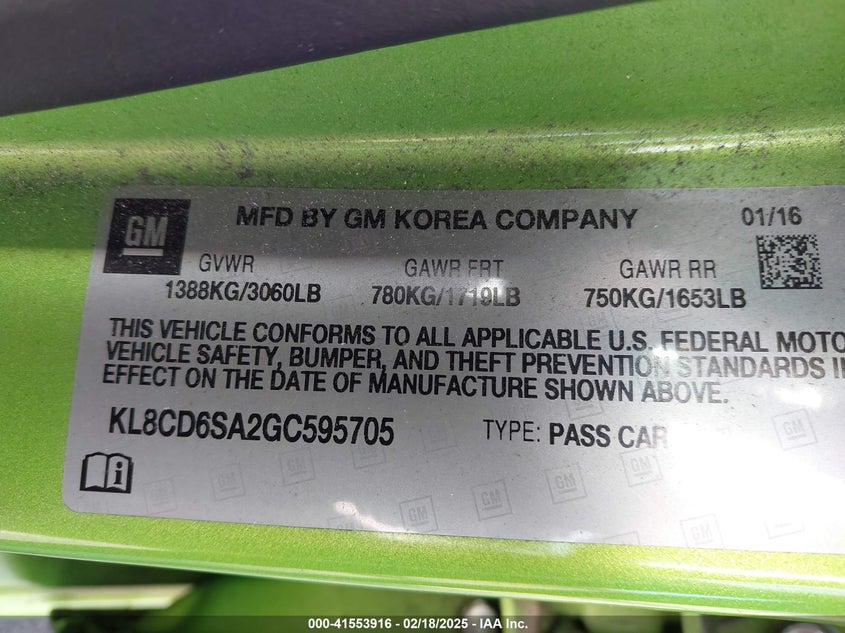 GM
MFD BY GM KOREA COMPANY
01/16
GVWR
GAWR FRT
GAWR RR
1388KG/3060LB
780KG/1719LB
750KG/1653LB
THIS VEHICLE CONFORMS TO ALL APPLICABLE U.S. FEDERAL MOTO
VEHICLE SAFETY, BUMPER, AND THEFT PREVENTION STANDARDS I
EFFECT ON THE DATE OF MANUFACTURE SHOWN ABOVE.
KL8CD6SA2GC595705
TYPE: PASS CAR
000-41553916 - 02/18/2025 - IAA Inc.